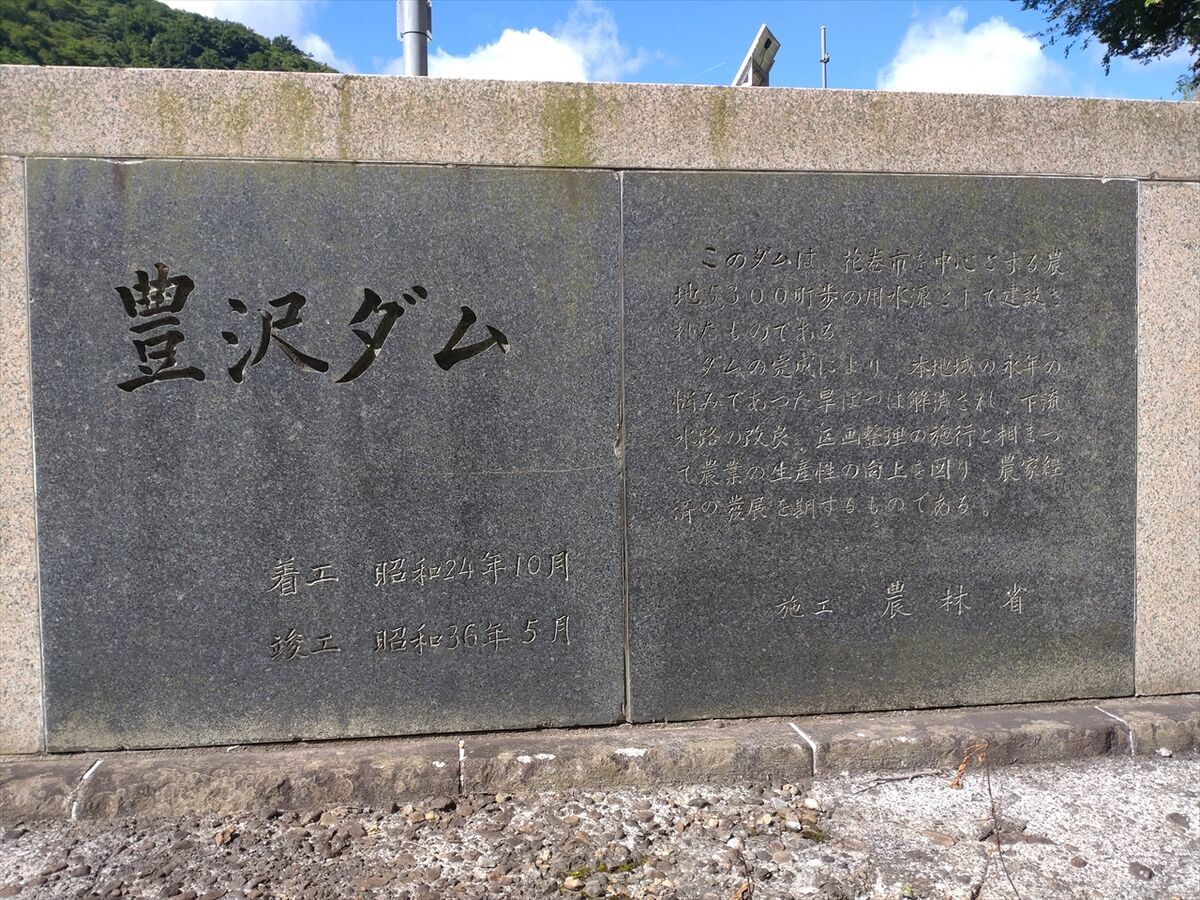 豊沢ダム
着工 昭和24年10月
竣工 昭和36年5月
このダムは、花巻市を中心とする農
地5300町歩の用水源として建設さ
れたものである
ダムの完成により 本地域の永年の
悩みであつた旱ばつは解消され、下流
水路の改良、区画整理の施行と相まつ
て農業の生産性の向上を図り、農家経
済の発展を期するものである。
施工 農林省